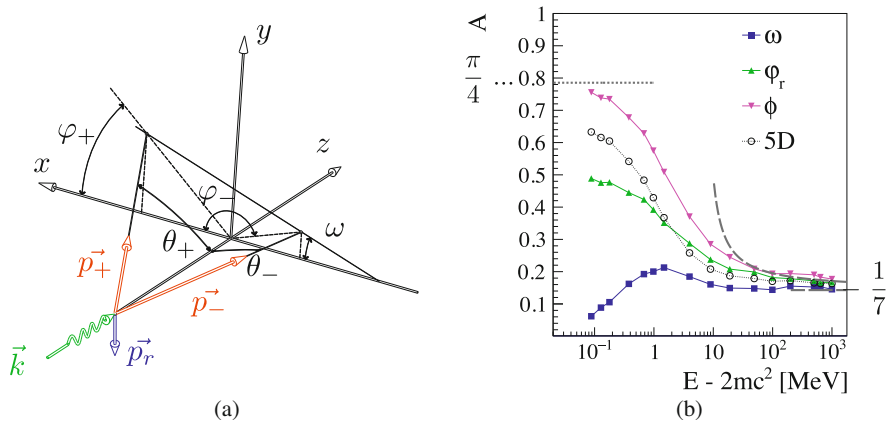 y
φ₊
x
z
φ₋
ω
θ₊
θ₋
p⃗₊
p⃗₋
k⃗
p⃗ᵣ
(a)
A
1
0.9
π/4 ... 0.8
0.7
0.6
0.5
0.4
0.3
0.2
0.1
ω
φᵣ
ϕ
5D
1/7
10⁻¹ 1 10 10² 10³
E - 2mc² [MeV]
(b)